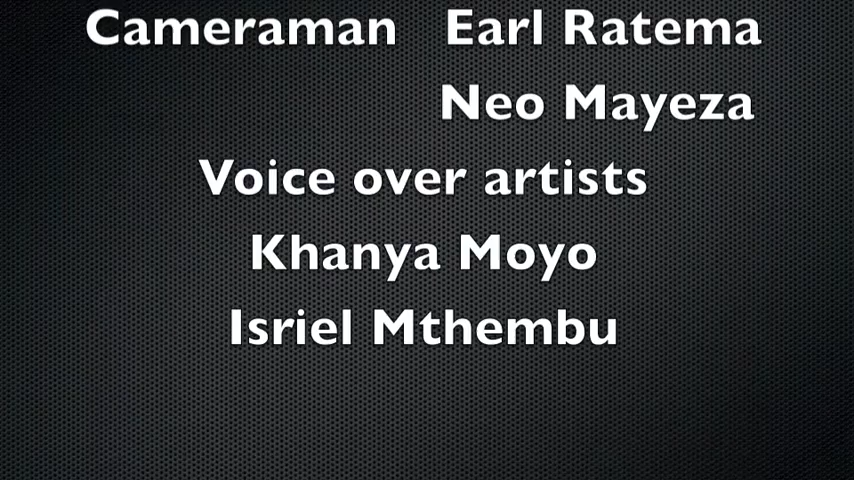 Cameraman Earl Ratema
Neo Mayeza
Voice over artists
Khanya Moyo
Isriel Mthembu